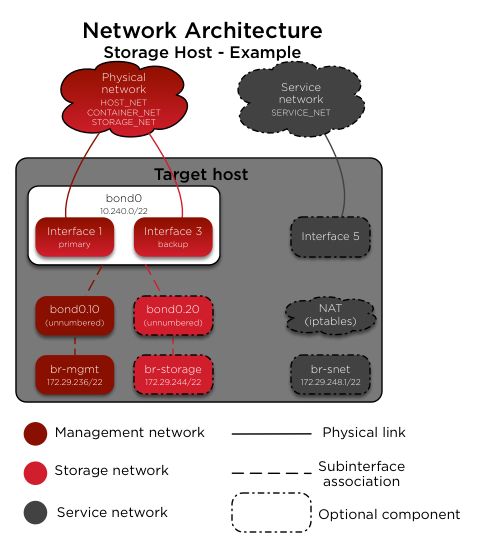 Network Architecture
Storage Host - Example
Physical
network
HOST_NET
CONTAINER_NET
STORAGE_NET
Service
network
SERVICE_NET
Target host
bond0
10.240.0/22
Interface 1
primary
Interface 3
backup
Interface 5
bond0.10
(unnumbered)
bond0.20
(unnumbered)
NAT
(iptables)
br-mgmt
172.29.236/22
br-storage
172.29.244/22
br-snet
172.29.248.1/22
Management network
Physical link
Storage network
Subinterface
association
Service network
Optional component